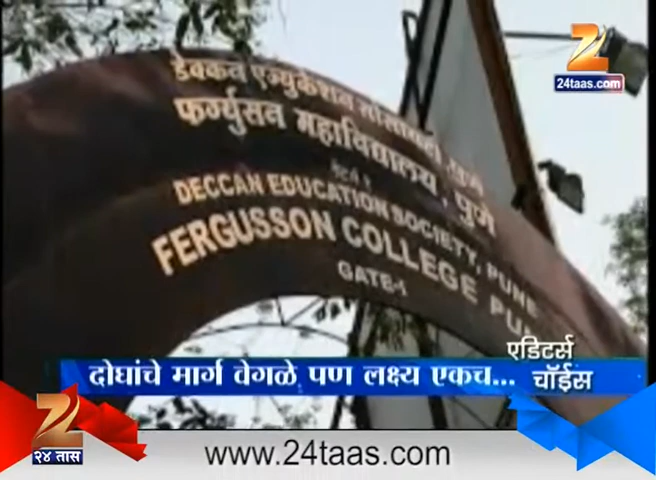 24taas.com
डेक्कन एज्युकेशन सोसायटी, पुणे
फर्ग्युसन महाविद्यालय, पुणे
DECCAN EDUCATION SOCIETY, PUNE
FERGUSSON COLLEGE PUN
GATE-1
एडिटर्स
चॉईस
दोघांचे मार्ग वेगळे पण लक्ष्य एकच...
२४ तास
www.24taas.com